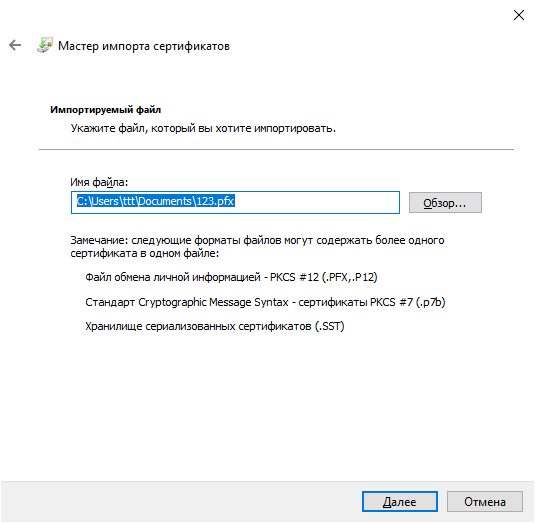 Мастер импорта сертификатов
Импортируемый файл
Укажите файл, который вы хотите импортировать.
Имя файла:
C:\Users\ttt\Documents\123.pfx
Обзор...
Замечание: следующие форматы файлов могут содержать более одного
сертификата в одном файле:
Файл обмена личной информацией - PKCS #12 (.PFX,.P12)
Стандарт Cryptographic Message Syntax - сертификаты PKCS #7 (.p7b)
Хранилище сериализованных сертификатов (.SST)
Далее
Отмена